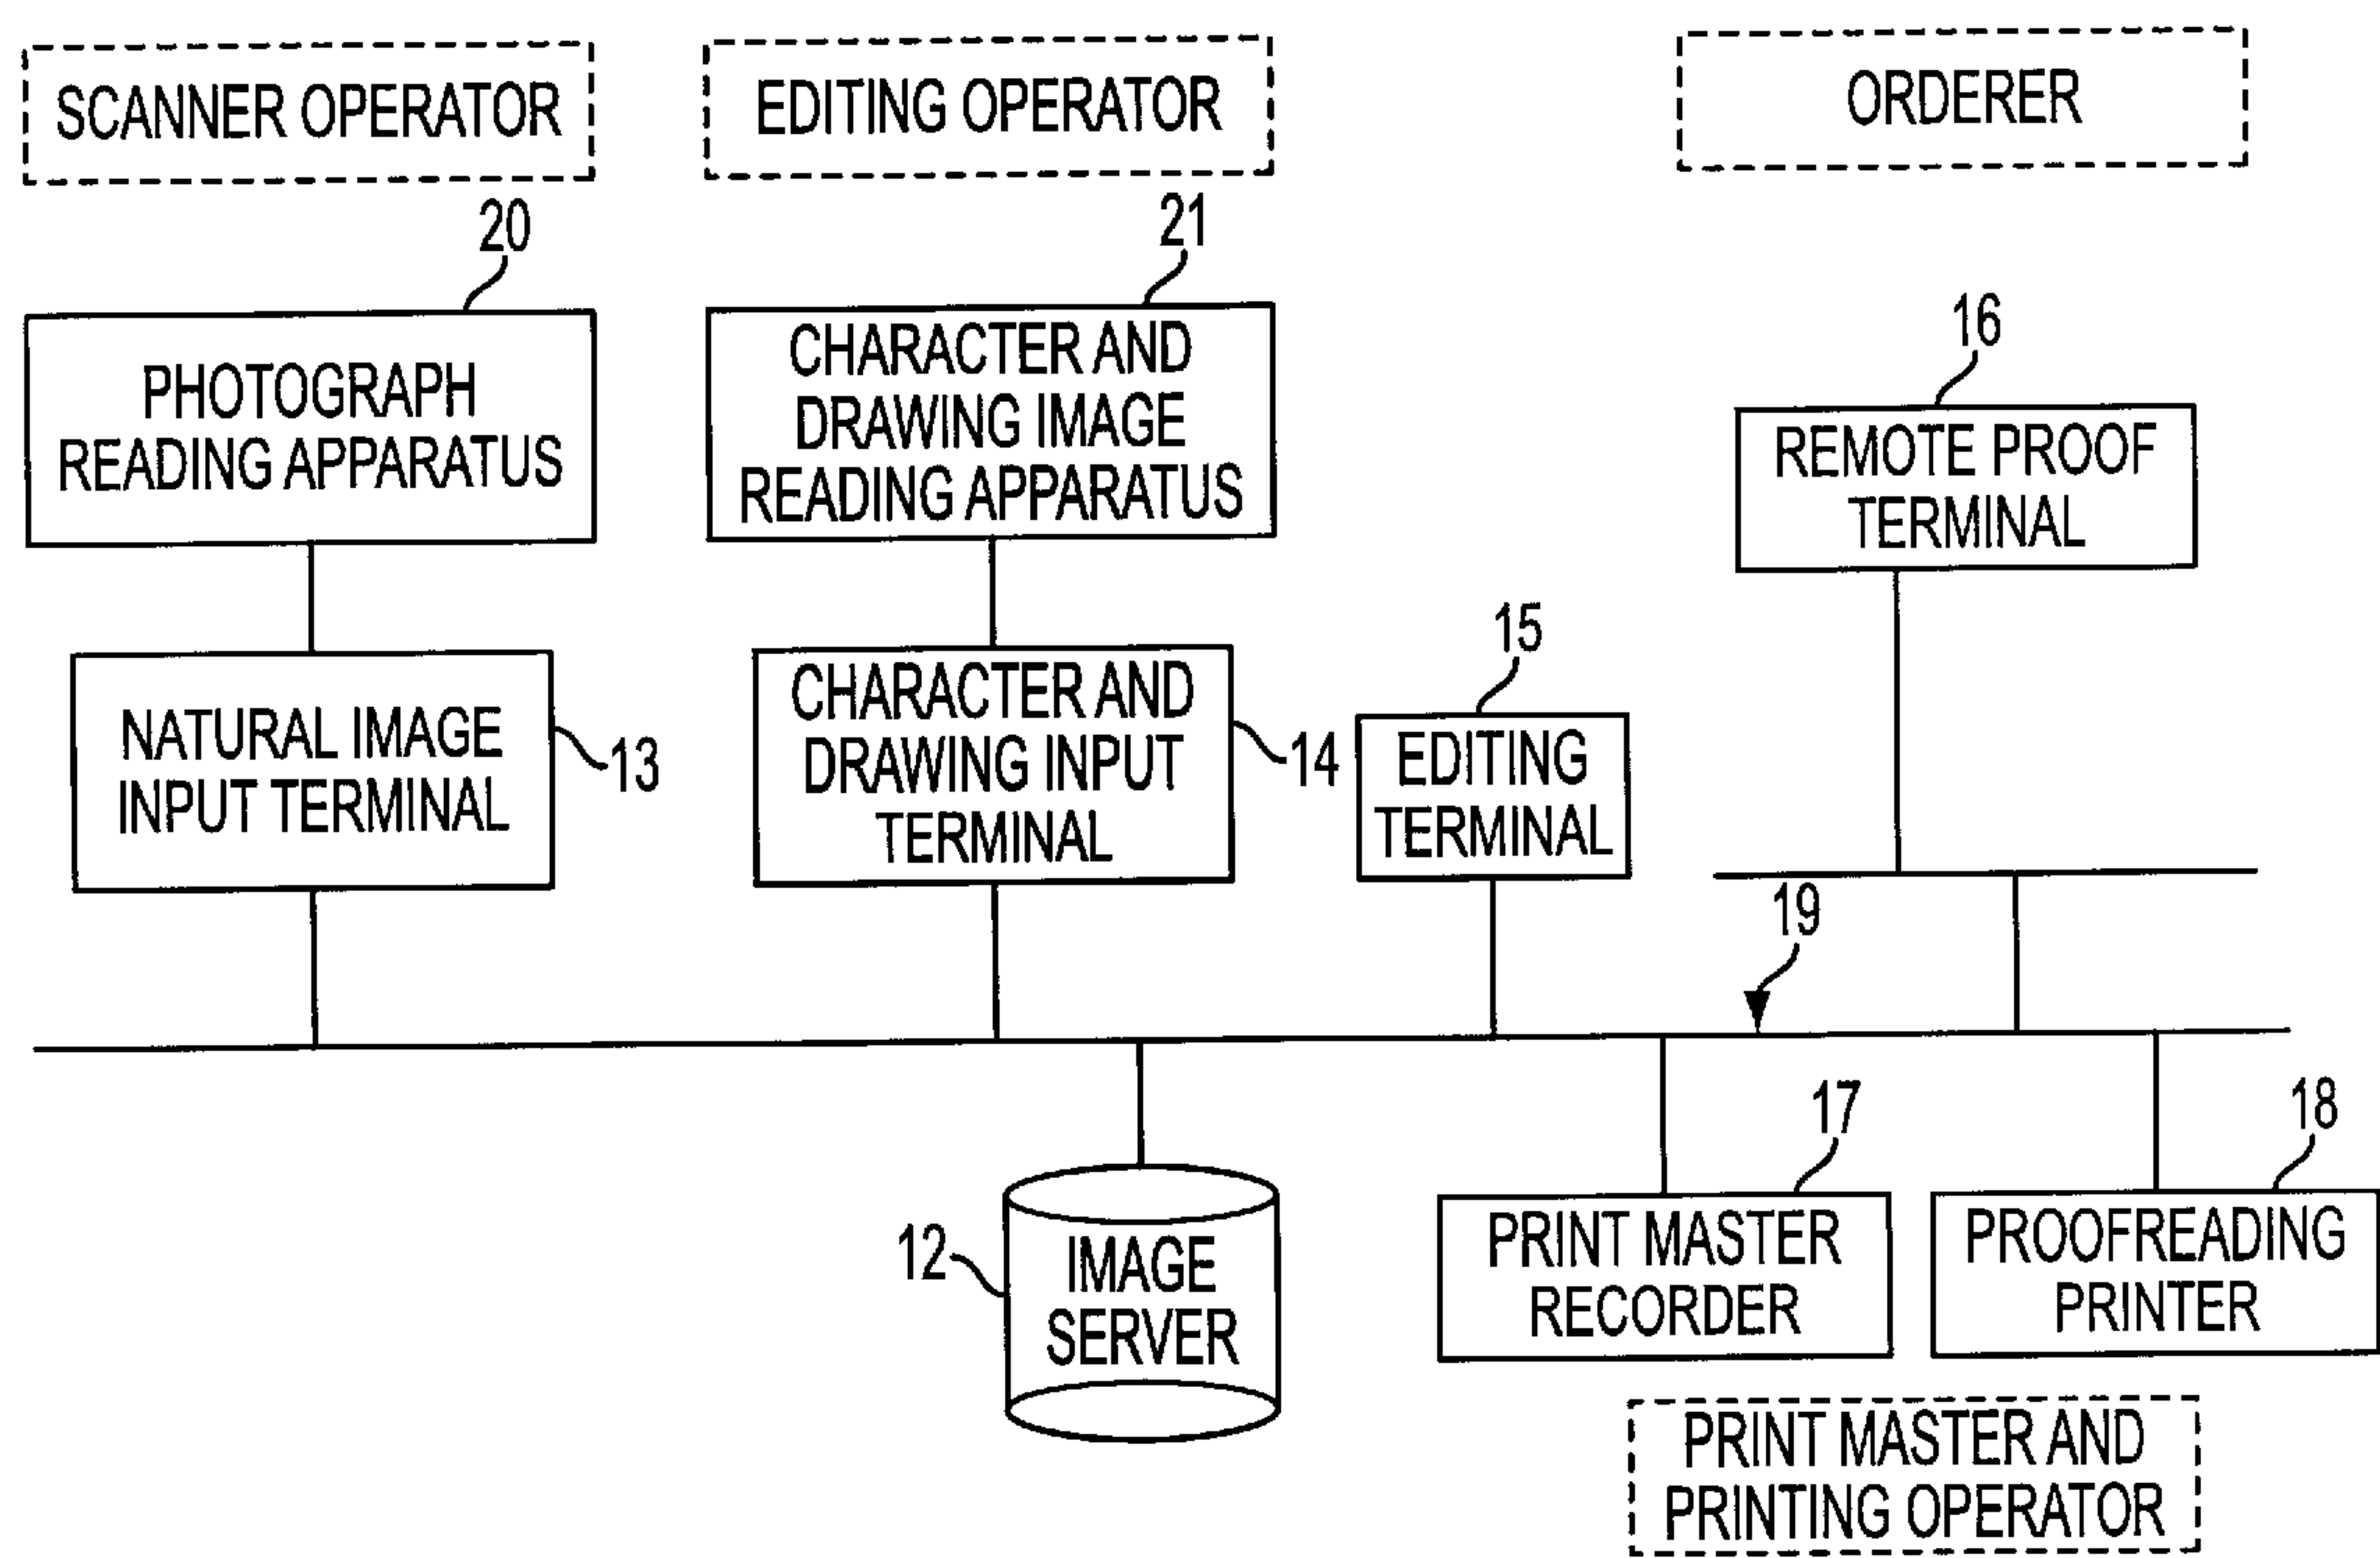 SCANNER OPERATOR
EDITING OPERATOR
ORDERER
20
21
16
PHOTOGRAPH
READING APPARATUS
CHARACTER AND
DRAWING IMAGE
READING APPARATUS
REMOTE PROOF
TERMINAL
15
NATURAL IMAGE
INPUT TERMINAL
13
CHARACTER AND
DRAWING INPUT
TERMINAL
14
EDITING
TERMINAL
19
17
18
12
IMAGE
SERVER
PRINT MASTER
RECORDER
PROOFREADING
PRINTER
PRINT MASTER AND
PRINTING OPERATOR